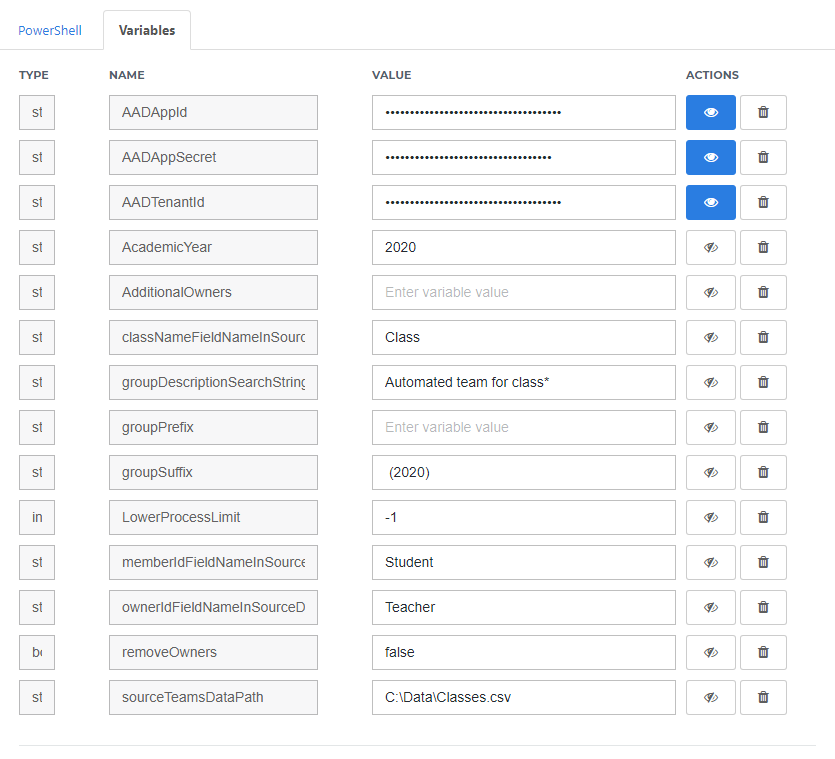 PowerShell Variables
TYPE NAME VALUE ACTIONS
st AADAppId ••••••••••••••••••••••••••••••••••••
st AADAppSecret ••••••••••••••••••••••••••••••••••
st AADTenantId ••••••••••••••••••••••••••••••••••••
st AcademicYear 2020
st AdditionalOwners Enter variable value
st classNameFieldNameInSourc Class
st groupDescriptionSearchString Automated team for class*
st groupPrefix Enter variable value
st groupSuffix (2020)
in LowerProcessLimit -1
st memberIdFieldNameInSource Student
st ownerIdFieldNameInSourceD Teacher
bo removeOwners false
st sourceTeamsDataPath C:\Data\Classes.csv